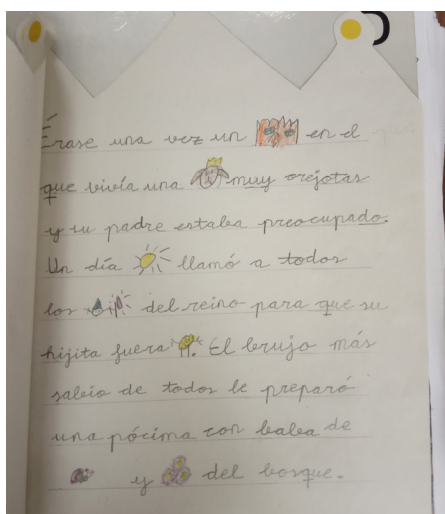 Érase una vez un en el
que vivía una muy orejotas
y su padre estaba preocupado.
Un día llamó a todos
los del reino para que su
hijita fuera . El brujo más
sabio de todos le preparó
una pócima con baba de
y del bosque.